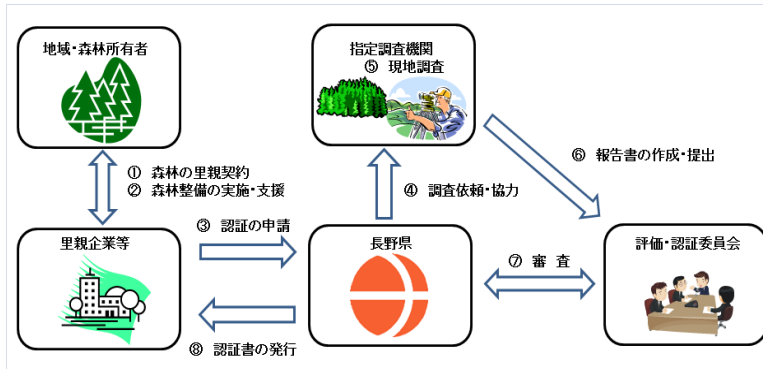 地域・森林所有者
指定調査機関
⑤ 現地調査
① 森林の里親契約
② 森林整備の実施・支援
⑥ 報告書の作成・提出
④ 調査依頼・協力
里親企業等
③ 認証の申請
長野県
⑦ 審 査
評価・認証委員会
⑧ 認証書の発行